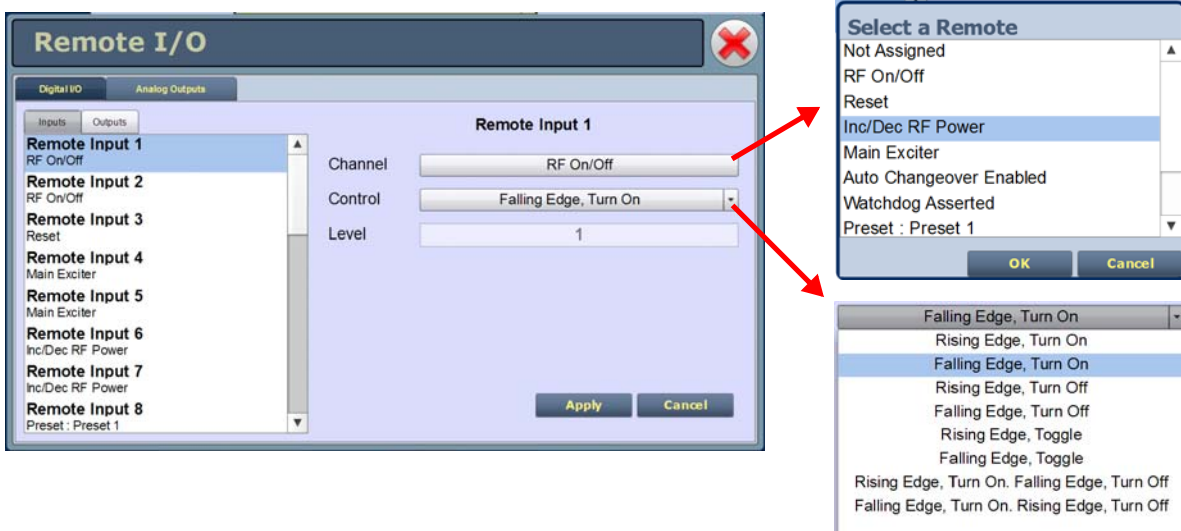 Remote I/O
Digital I/O
Analog Outputs
Inputs
Outputs
Remote Input 1
RF On/Off
Remote Input 2
RF On/Off
Remote Input 3
Reset
Remote Input 4
Main Exciter
Remote Input 5
Main Exciter
Remote Input 6
Inc/Dec RF Power
Remote Input 7
Inc/Dec RF Power
Remote Input 8
Preset : Preset 1
Remote Input 1
Channel
RF On/Off
Control
Falling Edge, Turn On
Level
1
Apply
Cancel
Select a Remote
Not Assigned
RF On/Off
Reset
Inc/Dec RF Power
Main Exciter
Auto Changeover Enabled
Watchdog Asserted
Preset : Preset 1
OK
Cancel
Falling Edge, Turn On
Rising Edge, Turn On
Falling Edge, Turn On
Rising Edge, Turn Off
Falling Edge, Turn Off
Rising Edge, Toggle
Falling Edge, Toggle
Rising Edge, Turn On. Falling Edge, Turn Off
Falling Edge, Turn On. Rising Edge, Turn Off